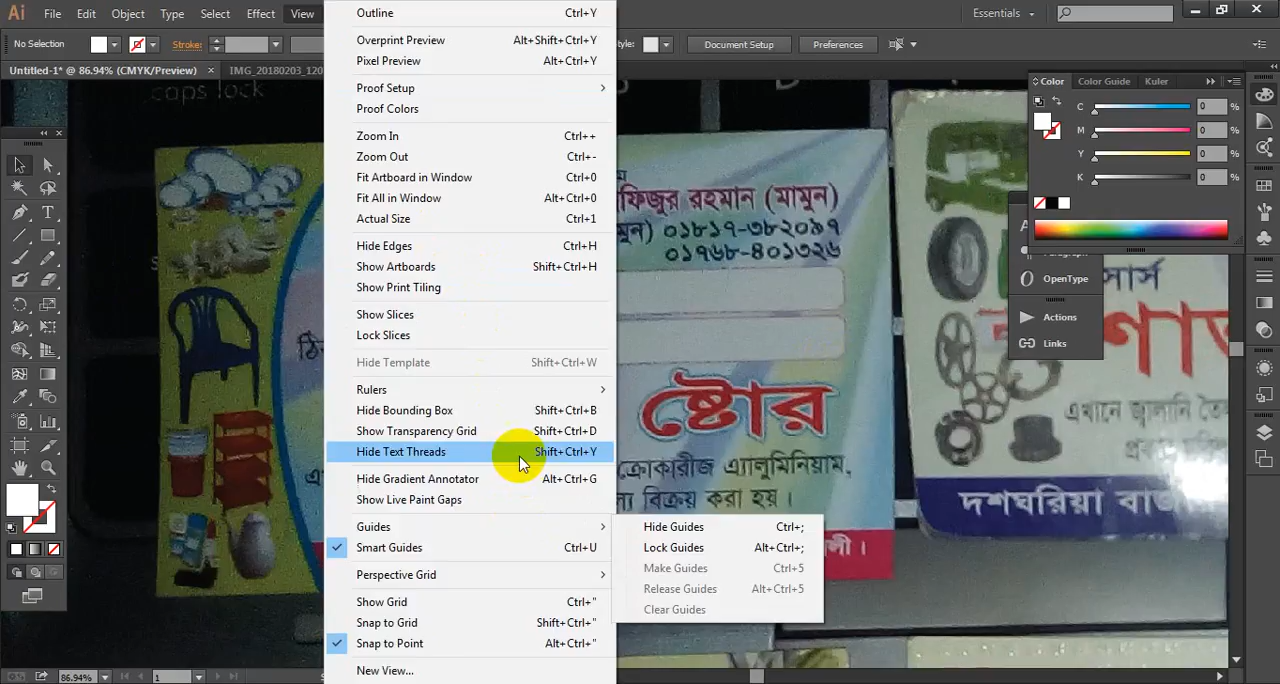 Ai File Edit Object Type Select Effect View Essentials
No Selection Stroke: Style: Document Setup Preferences
Untitled-1* @ 86.94% (CMYK/Preview) × IMG_20180203_120
Outline Ctrl+Y
Overprint Preview Alt+Shift+Ctrl+Y
Pixel Preview Alt+Ctrl+Y
Proof Setup
Proof Colors
Zoom In Ctrl++
Zoom Out Ctrl+-
Fit Artboard in Window Ctrl+0
Fit All in Window Alt+Ctrl+0
Actual Size Ctrl+1
Hide Edges Ctrl+H
Show Artboards Shift+Ctrl+H
Show Print Tiling
Show Slices
Lock Slices
Hide Template Shift+Ctrl+W
Rulers
Hide Bounding Box Shift+Ctrl+B
Show Transparency Grid Shift+Ctrl+D
Hide Text Threads Shift+Ctrl+Y
Hide Gradient Annotator Alt+Ctrl+G
Show Live Paint Gaps
Guides
Smart Guides Ctrl+U
Perspective Grid
Show Grid Ctrl+"
Snap to Grid Shift+Ctrl+"
Snap to Point Alt+Ctrl+"
New View...
Hide Guides Ctrl+;
Lock Guides Alt+Ctrl+;
Make Guides Ctrl+5
Release Guides Alt+Ctrl+5
Clear Guides
Color Color Guide Kuler
C 0 %
M 0 %
Y 0 %
K 0 %
OpenType
Actions
Links
caps lock
ফিজুর রহমান (মামুন)
মুন) ০১৮১৭-৩৮২০৯৭
০১৭৬৮-৪০১৩২৬
ষ্টোর
ক্রোকারীজ এ্যালুমিনিয়াম,
বিক্রয় করা হয়।
সার্স
এখানে জ্বালানি তৈ
দশঘরিয়া বাজ
86.94% 1